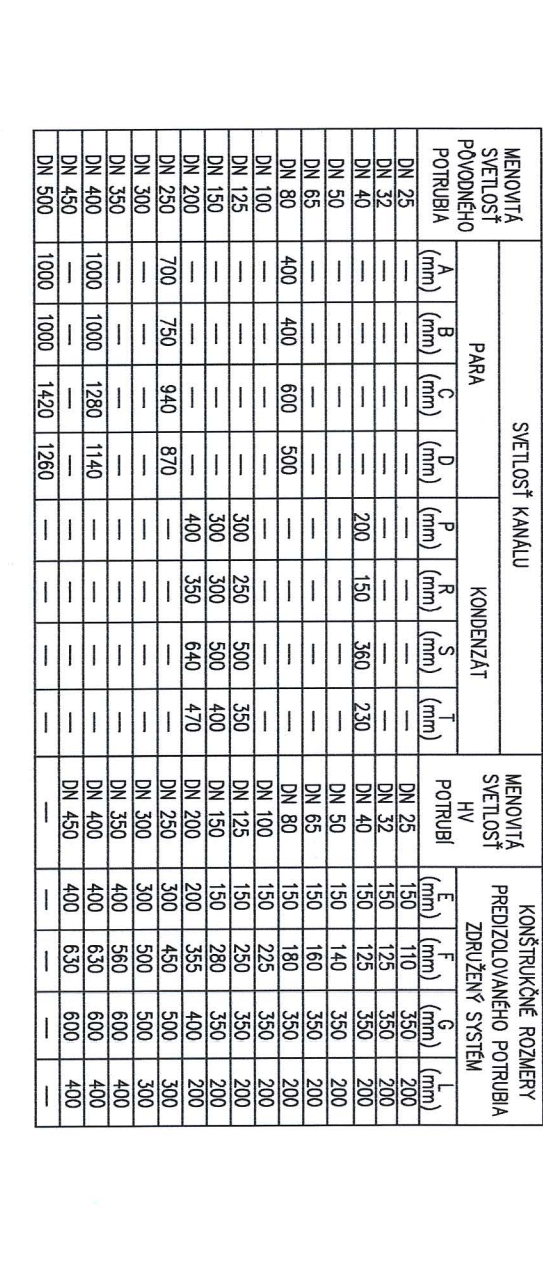 MENOVITÁ SVETLOSŤ PÔVODNÉHO POTRUBIA | SVETLOSŤ KANÁLU | MENOVITÁ SVETLOSŤ HV POTRUBÍ | KONŠTRUKČNÉ ROZMERY PREDIZOLOVANÉHO POTRUBIA ZDRUŽENÝ SYSTÉM
PARA | KONDENZÁT
A (mm) | B (mm) | C (mm) | D (mm) | P (mm) | R (mm) | S (mm) | T (mm) | E (mm) | F (mm) | G (mm) | L (mm)
DN 25 | — | — | — | — | — | — | — | — | DN 25 | 150 | 110 | 350 | 200
DN 32 | — | — | — | — | — | — | — | — | DN 32 | 150 | 125 | 350 | 200
DN 40 | — | — | — | — | 200 | 150 | 360 | 230 | DN 40 | 150 | 125 | 350 | 200
DN 50 | — | — | — | — | — | — | — | — | DN 50 | 150 | 140 | 350 | 200
DN 65 | — | — | — | — | — | — | — | — | DN 65 | 150 | 160 | 350 | 200
DN 80 | 400 | 400 | 600 | 500 | — | — | — | — | DN 80 | 150 | 180 | 350 | 200
DN 100 | — | — | — | — | — | — | — | — | DN 100 | 150 | 225 | 350 | 200
DN 125 | — | — | — | — | 300 | 250 | 500 | 350 | DN 125 | 150 | 250 | 350 | 200
DN 150 | — | — | — | — | 300 | 300 | 500 | 400 | DN 150 | 150 | 280 | 350 | 200
DN 200 | — | — | — | — | 400 | 350 | 640 | 470 | DN 200 | 200 | 355 | 400 | 200
DN 250 | 700 | 750 | 940 | 870 | — | — | — | — | DN 250 | 300 | 450 | 500 | 300
DN 300 | — | — | — | — | — | — | — | — | DN 300 | 300 | 500 | 500 | 300
DN 350 | — | — | — | — | — | — | — | — | DN 350 | 400 | 560 | 600 | 400
DN 400 | 1000 | 1000 | 1280 | 1140 | — | — | — | — | DN 400 | 400 | 630 | 600 | 400
DN 450 | — | — | — | — | — | — | — | — | DN 450 | 400 | 630 | 600 | 400
DN 500 | 1000 | 1000 | 1420 | 1260 | — | — | — | — | — | — | — | — | —